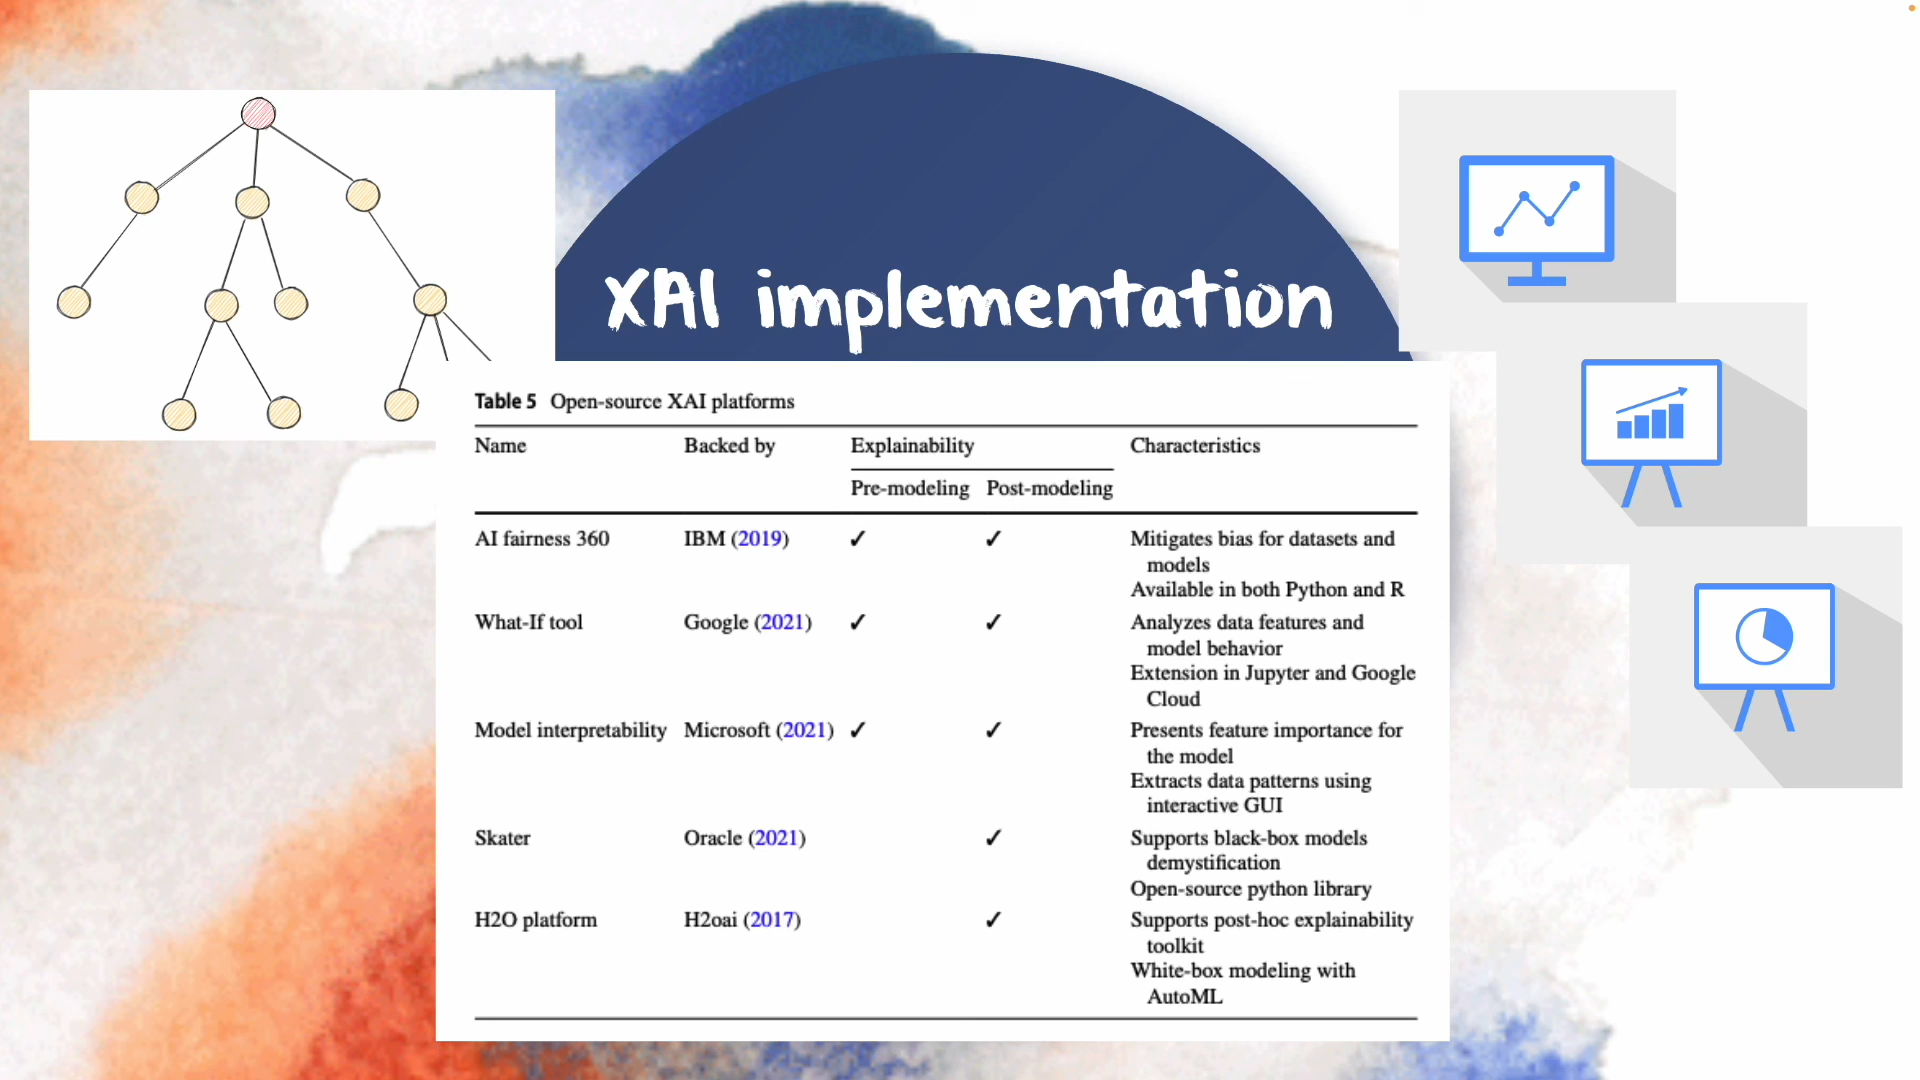 XAI implementation
Table 5 Open-source XAI platforms
Name Backed by Explainability Characteristics
Pre-modeling Post-modeling
AI fairness 360 IBM (2019) ✓ ✓ Mitigates bias for datasets and
models
Available in both Python and R
What-If tool Google (2021) ✓ ✓ Analyzes data features and
model behavior
Extension in Jupyter and Google
Cloud
Model interpretability Microsoft (2021) ✓ ✓ Presents feature importance for
the model
Extracts data patterns using
interactive GUI
Skater Oracle (2021) ✓ Supports black-box models
demystification
Open-source python library
H2O platform H2oai (2017) ✓ Supports post-hoc explainability
toolkit
White-box modeling with
AutoML